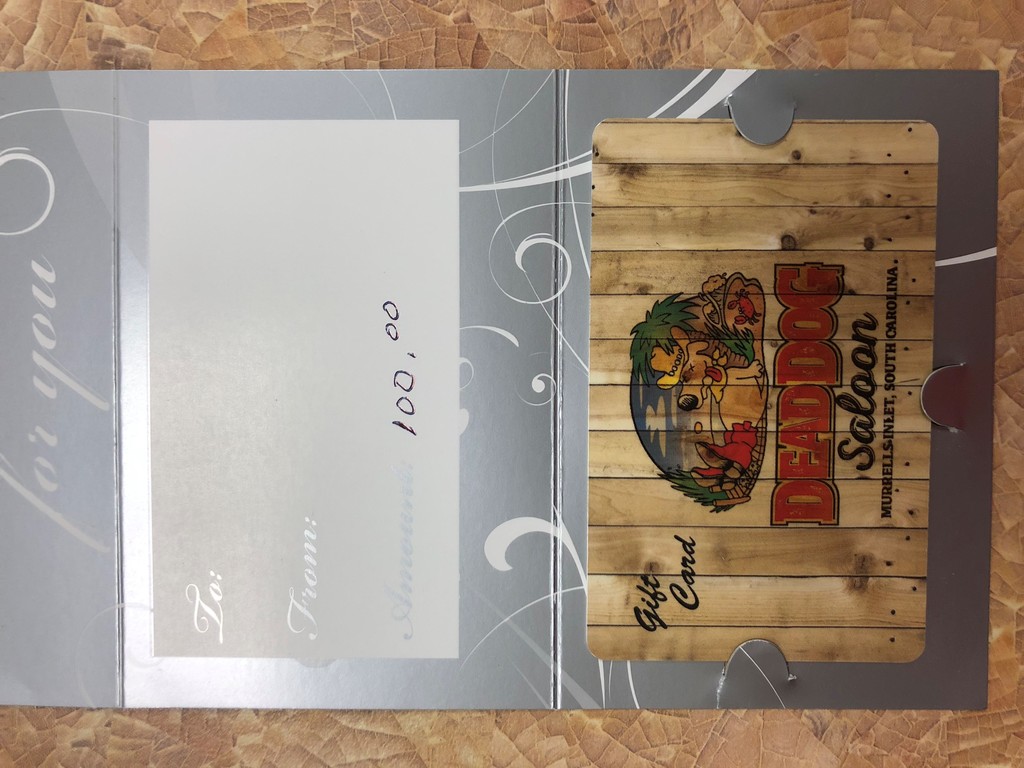 for you
To:
From:
Amount: 100.00
Gift
Card
DEAD DOG
Saloon
MURRELLS INLET, SOUTH CAROLINA.